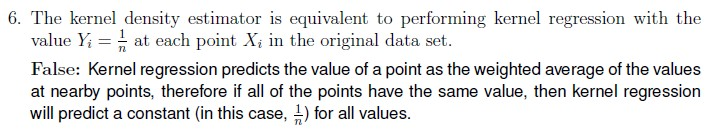 6. The kernel density estimator is equivalent to performing kernel regression with the
value Yᵢ = 1/n at each point Xᵢ in the original data set.
False: Kernel regression predicts the value of a point as the weighted average of the values
at nearby points, therefore if all of the points have the same value, then kernel regression
will predict a constant (in this case, 1/n) for all values.